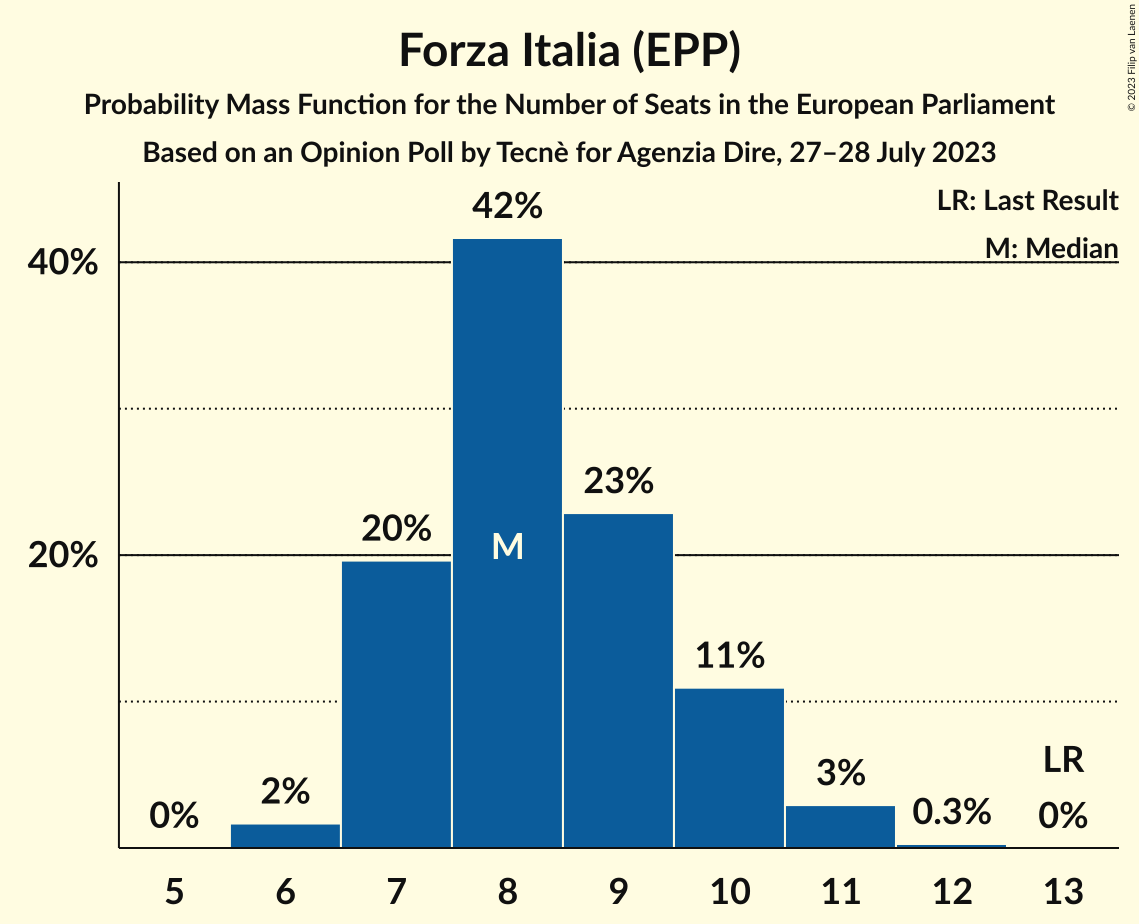 Forza Italia (EPP)
Probability Mass Function for the Number of Seats in the European Parliament
Based on an Opinion Poll by Tecnè for Agenzia Dire, 27–28 July 2023
© 2023 Filip van Laenen
LR: Last Result
M: Median
42%
40%
23%
20%
M
20%
11%
LR
3%
2%
0.3%
0%
0%
5 6 7 8 9 10 11 12 13